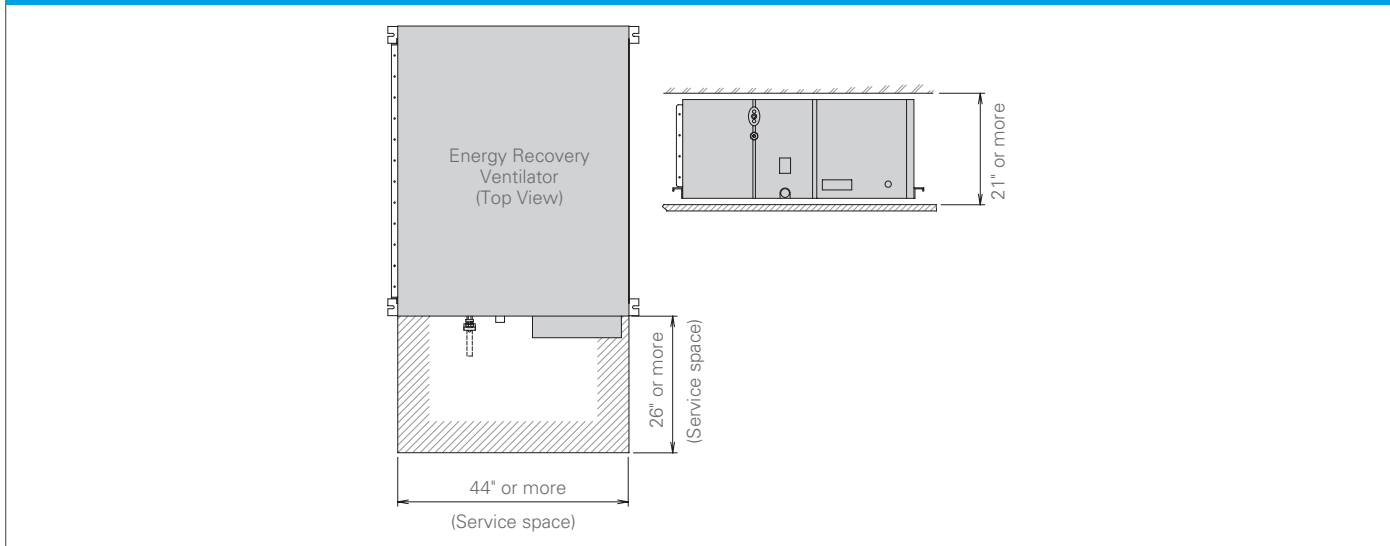 Energy Recovery
Ventilator
(Top View)
21" or more
26" or more
(Service space)
44" or more
(Service space)